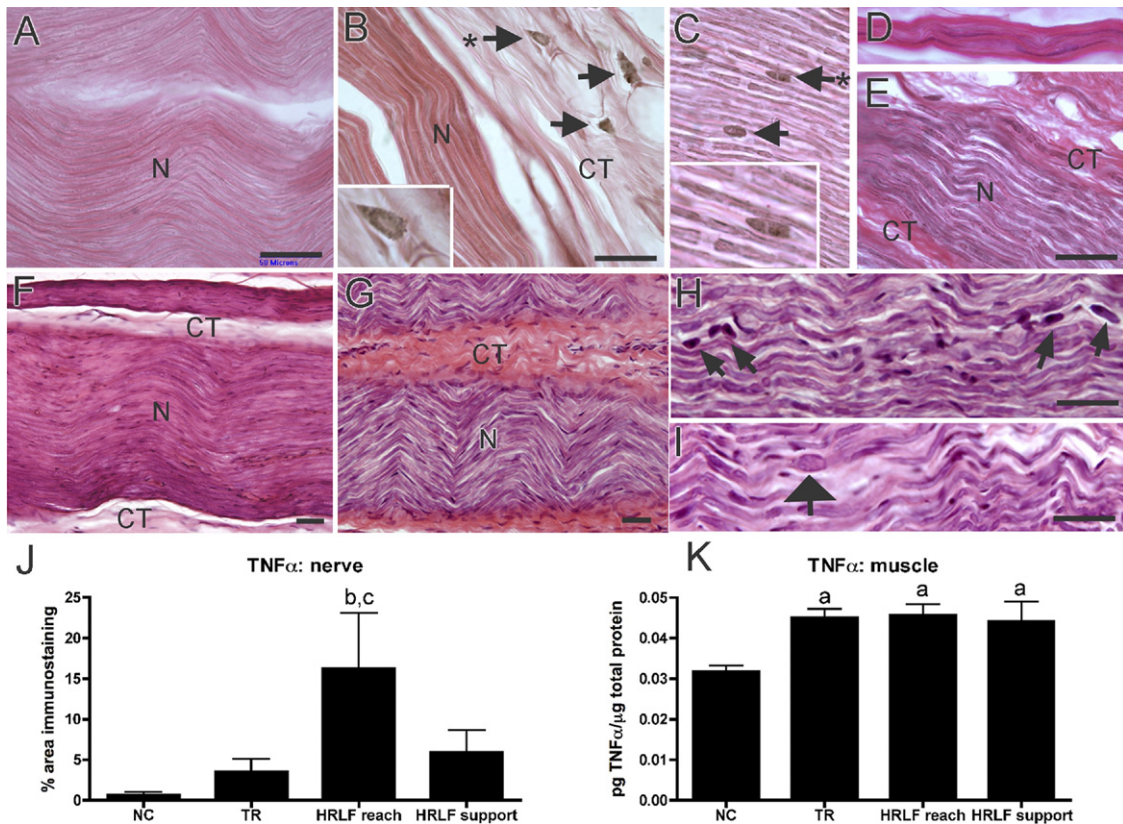 A
N
50 Microns
B
*
N
CT
C
*
D
E
CT
N
CT
F
CT
N
CT
G
CT
N
H
I
J
TNFα: nerve
% area immunostaining
25
20
15
10
5
0
b,c
NC
TR
HRLF reach
HRLF support
K
TNFα: muscle
pg TNFα/µg total protein
0.05
0.04
0.03
0.02
0.01
0.00
a
a
a
NC
TR
HRLF reach
HRLF support